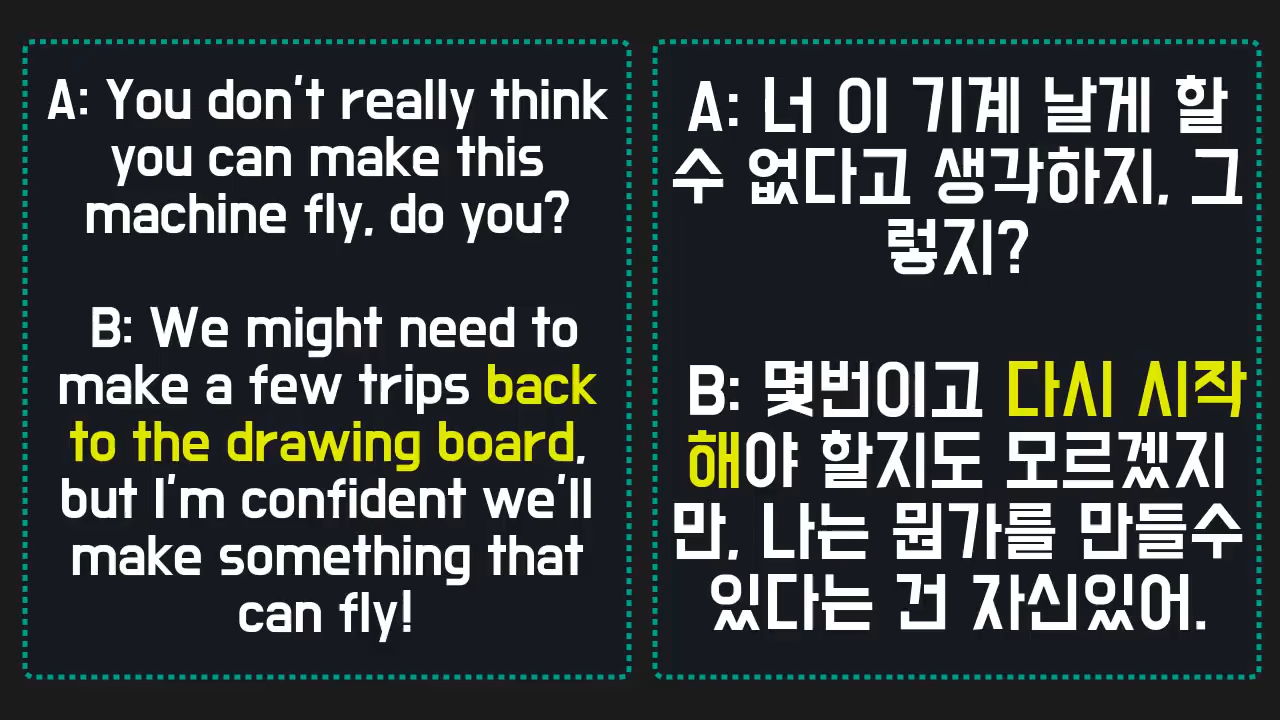 A: You don't really think
you can make this
machine fly, do you?
B: We might need to
make a few trips back
to the drawing board,
but I'm confident we'll
make something that
can fly!
A: 너 이 기계 날게 할
수 없다고 생각하지, 그
렇지?
B: 몇번이고 다시 시작
해야 할지도 모르겠지
만, 나는 뭔가를 만들수
있다는 건 자신있어.